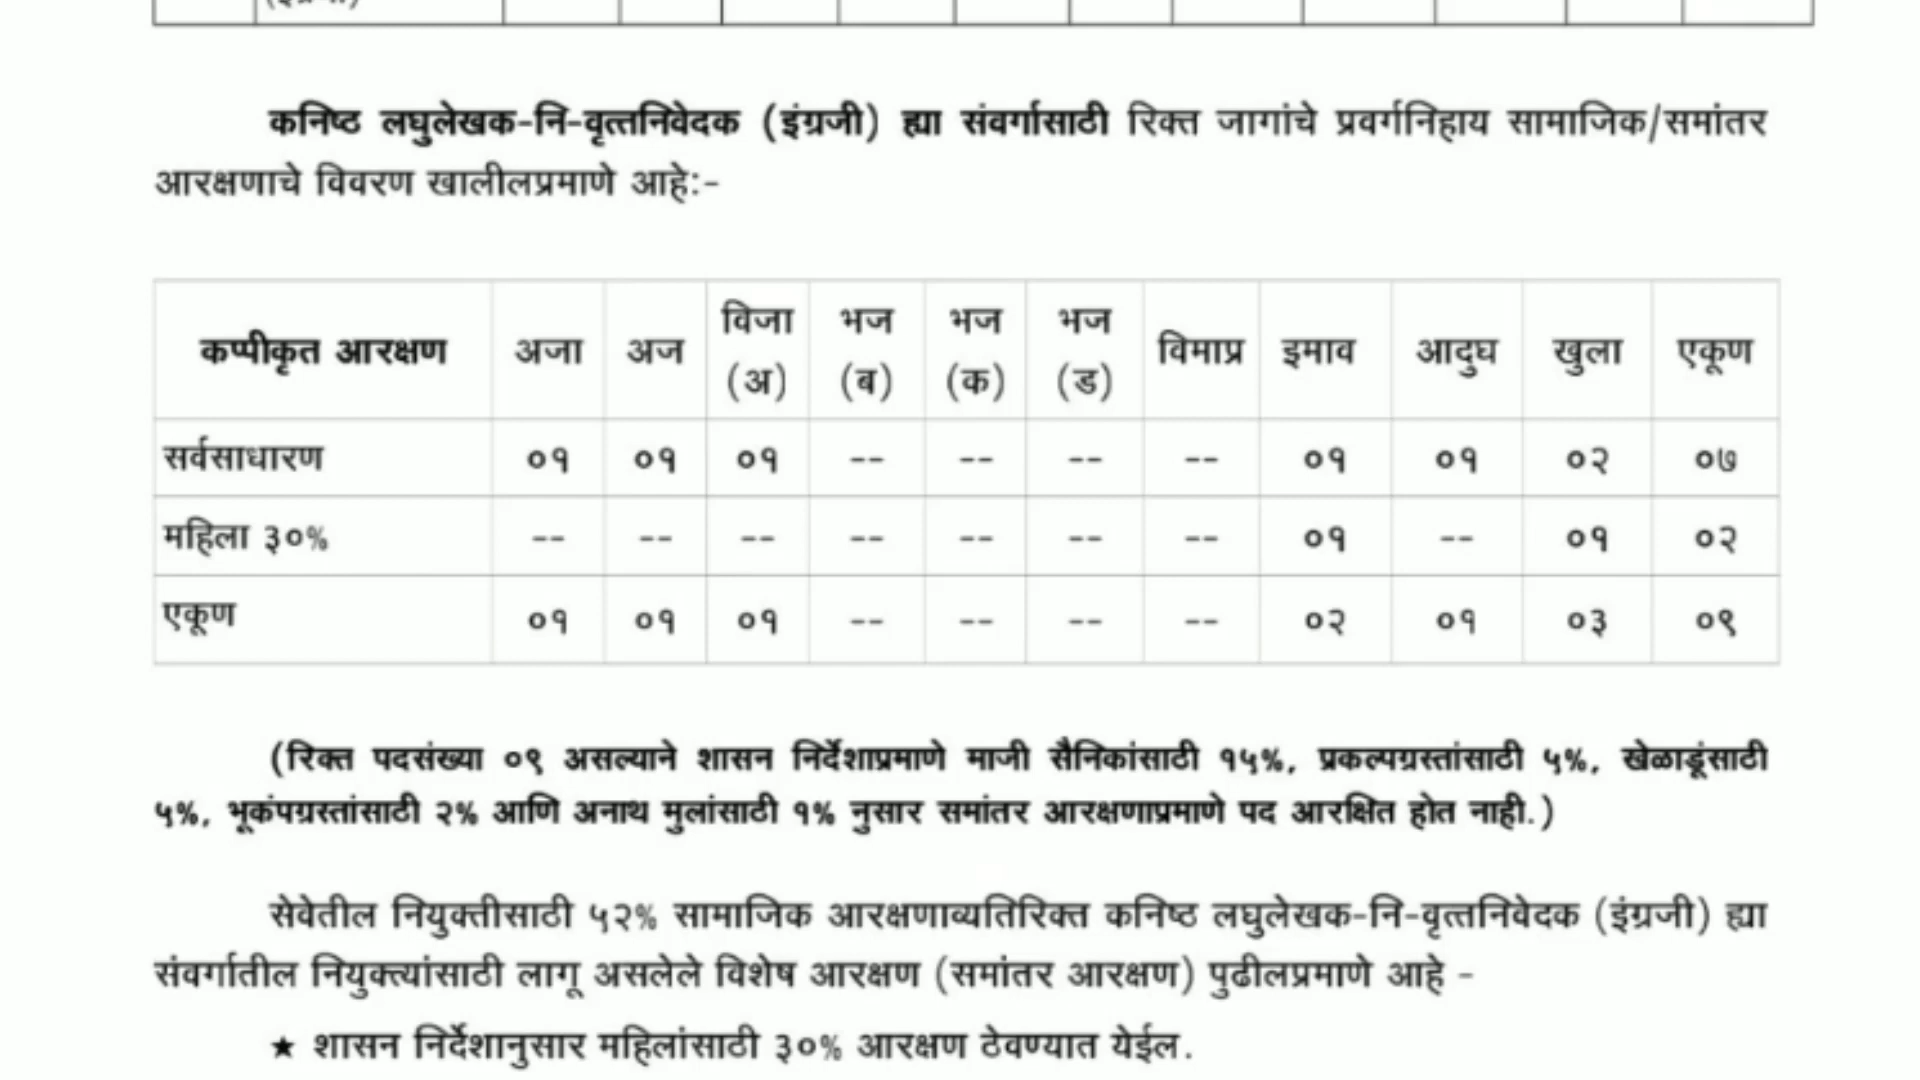 (इंग्रजी)
कनिष्ठ लघुलेखक-नि-वृत्तनिवेदक (इंग्रजी) ह्या संवर्गासाठी रिक्त जागांचे प्रवर्गनिहाय सामाजिक/समांतर
आरक्षणाचे विवरण खालीलप्रमाणे आहे:-
कप्पीकृत आरक्षण अजा अज विजा (अ) भज (ब) भज (क) भज (ड) विमाप्र इमाव आदुघ खुला एकूण
सर्वसाधारण ०१ ०१ ०१ -- -- -- -- ०१ ०१ ०२ ०७
महिला ३०% -- -- -- -- -- -- -- ०१ -- ०१ ०२
एकूण ०१ ०१ ०१ -- -- -- -- ०२ ०१ ०३ ०९
(रिक्त पदसंख्या ०९ असल्याने शासन निर्देशाप्रमाणे माजी सैनिकांसाठी १५%, प्रकल्पग्रस्तांसाठी ५%, खेळाडूंसाठी
५%, भूकंपग्रस्तांसाठी २% आणि अनाथ मुलांसाठी १% नुसार समांतर आरक्षणाप्रमाणे पद आरक्षित होत नाही.)
सेवेतील नियुक्तीसाठी ५२% सामाजिक आरक्षणाव्यतिरिक्त कनिष्ठ लघुलेखक-नि-वृत्तनिवेदक (इंग्रजी) ह्या
संवर्गातील नियुक्त्यांसाठी लागू असलेले विशेष आरक्षण (समांतर आरक्षण) पुढीलप्रमाणे आहे -
★ शासन निर्देशानुसार महिलांसाठी ३०% आरक्षण ठेवण्यात येईल.